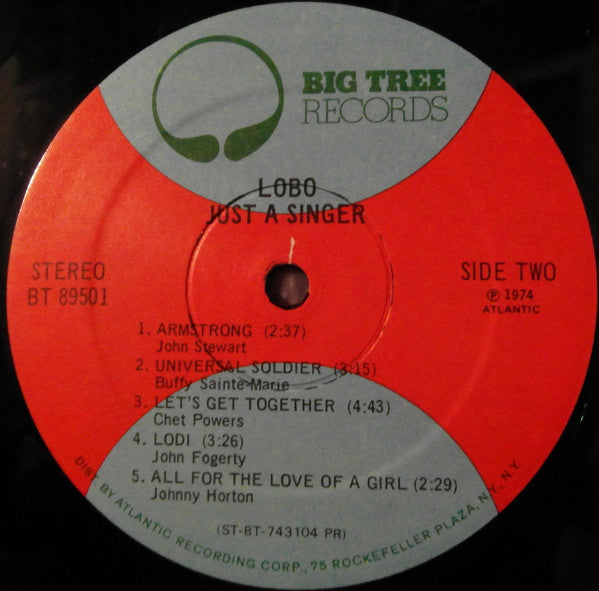 BIG TREE
RECORDS
LOBO
JUST A SINGER
STEREO
BT 89501
SIDE TWO
℗ 1974
ATLANTIC
1. ARMSTRONG (2:37)
John Stewart
2. UNIVERSAL SOLDIER (3:15)
Buffy Sainte-Marie
3. LET'S GET TOGETHER (4:43)
Chet Powers
4. LODI (3:26)
John Fogerty
5. ALL FOR THE LOVE OF A GIRL (2:29)
Johnny Horton
(ST-BT-743104 PR)
DIST BY ATLANTIC RECORDING CORP., 75 ROCKEFELLER PLAZA, N.Y., N.Y.